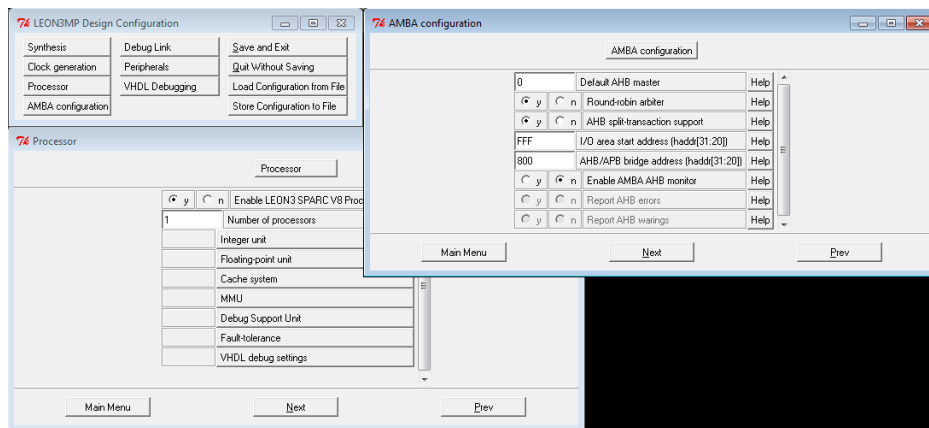 LEON3MP Design Configuration
Synthesis Debug Link Save and Exit
Clock generation Peripherals Quit Without Saving
Processor VHDL Debugging Load Configuration from File
AMBA configuration Store Configuration to File
Processor
Processor
y n Enable LEON3 SPARC V8 Proc
1 Number of processors
Integer unit
Floating-point unit
Cache system
MMU
Debug Support Unit
Fault-tolerance
VHDL debug settings
Main Menu Next Prev
AMBA configuration
AMBA configuration
0 Default AHB master Help
y n Round-robin arbiter Help
y n AHB split-transaction support Help
FFF I/O area start address (haddr[31:20]) Help
800 AHB/APB bridge address (haddr[31:20]) Help
y n Enable AMBA AHB monitor Help
y n Report AHB errors Help
y n Report AHB warings Help
Main Menu Next Prev